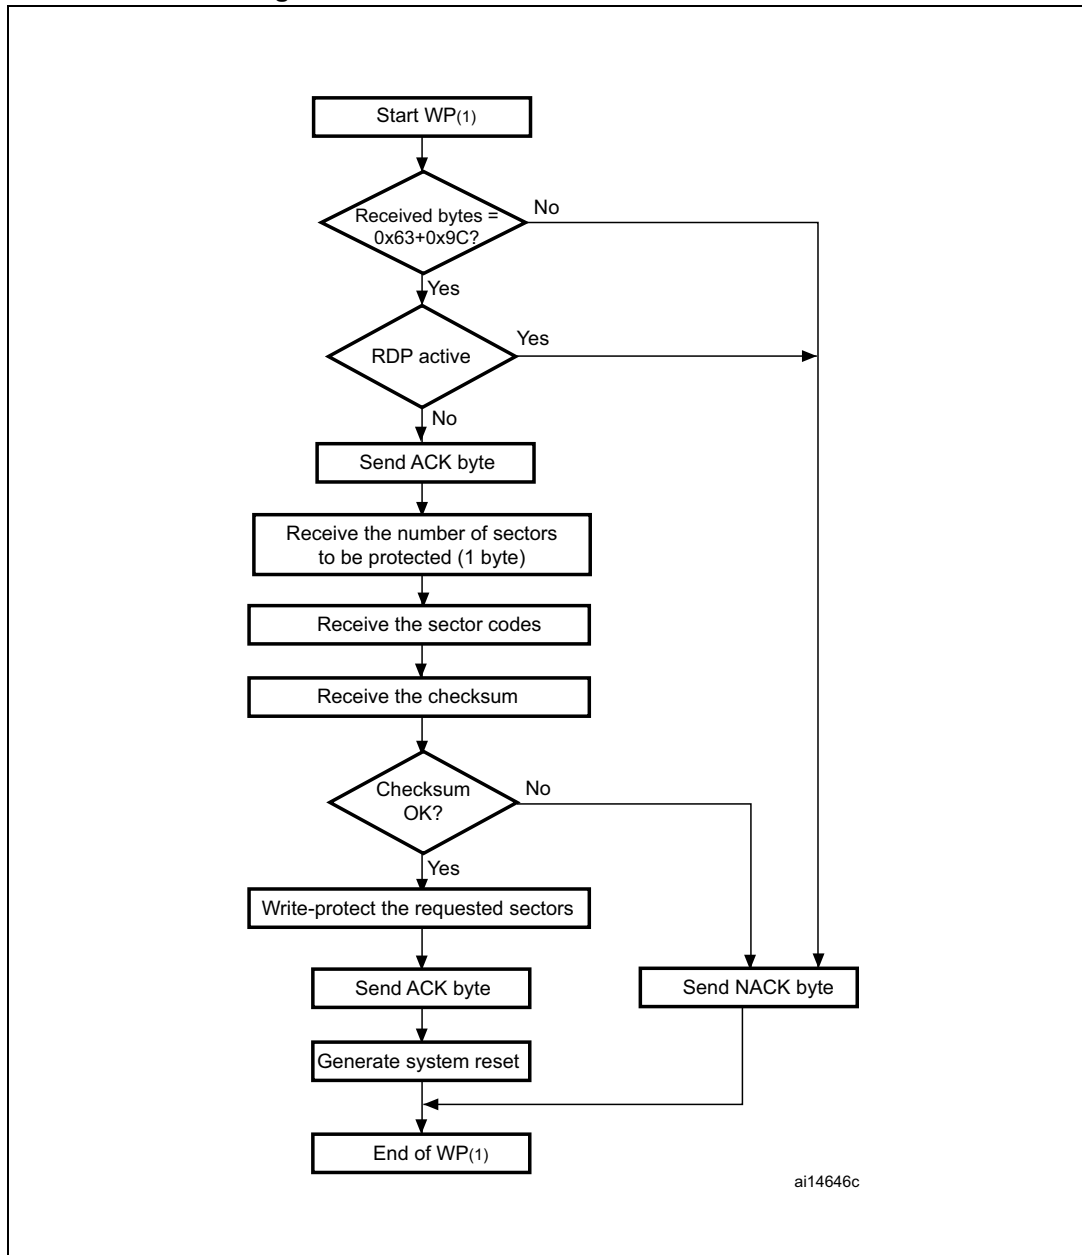 Start WP(1)
Received bytes =
0x63+0x9C?
No
Yes
RDP active
Yes
No
Send ACK byte
Receive the number of sectors
to be protected (1 byte)
Receive the sector codes
Receive the checksum
Checksum
OK?
No
Yes
Write-protect the requested sectors
Send ACK byte
Send NACK byte
Generate system reset
End of WP(1)
ai14646c